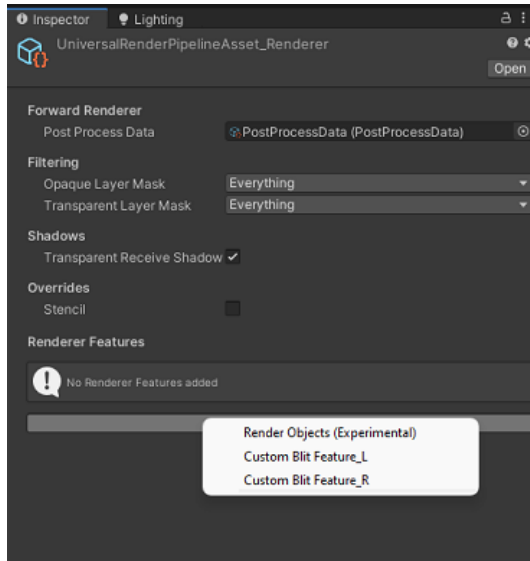 Inspector
Lighting
UniversalRenderPipelineAsset_Renderer
Open
Forward Renderer
Post Process Data
PostProcessData (PostProcessData)
Filtering
Opaque Layer Mask
Everything
Transparent Layer Mask
Everything
Shadows
Transparent Receive Shadow
Overrides
Stencil
Renderer Features
No Renderer Features added
Render Objects (Experimental)
Custom Blit Feature_L
Custom Blit Feature_R